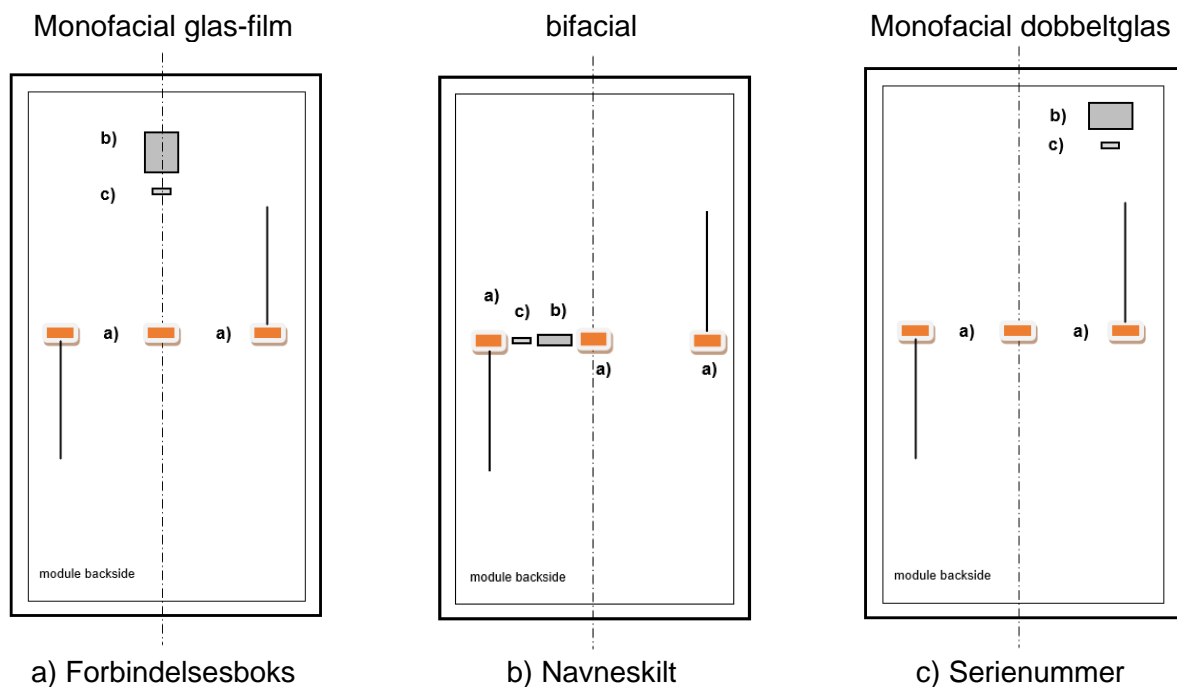 Monofacial glas-film
b)
c)
a)
a)
module backside
bifacial
a)
c)
b)
a)
a)
module backside
Monofacial dobbeltglas
b)
c)
a)
a)
module backside
a) Forbindelsesboks
b) Navneskilt
c) Serienummer